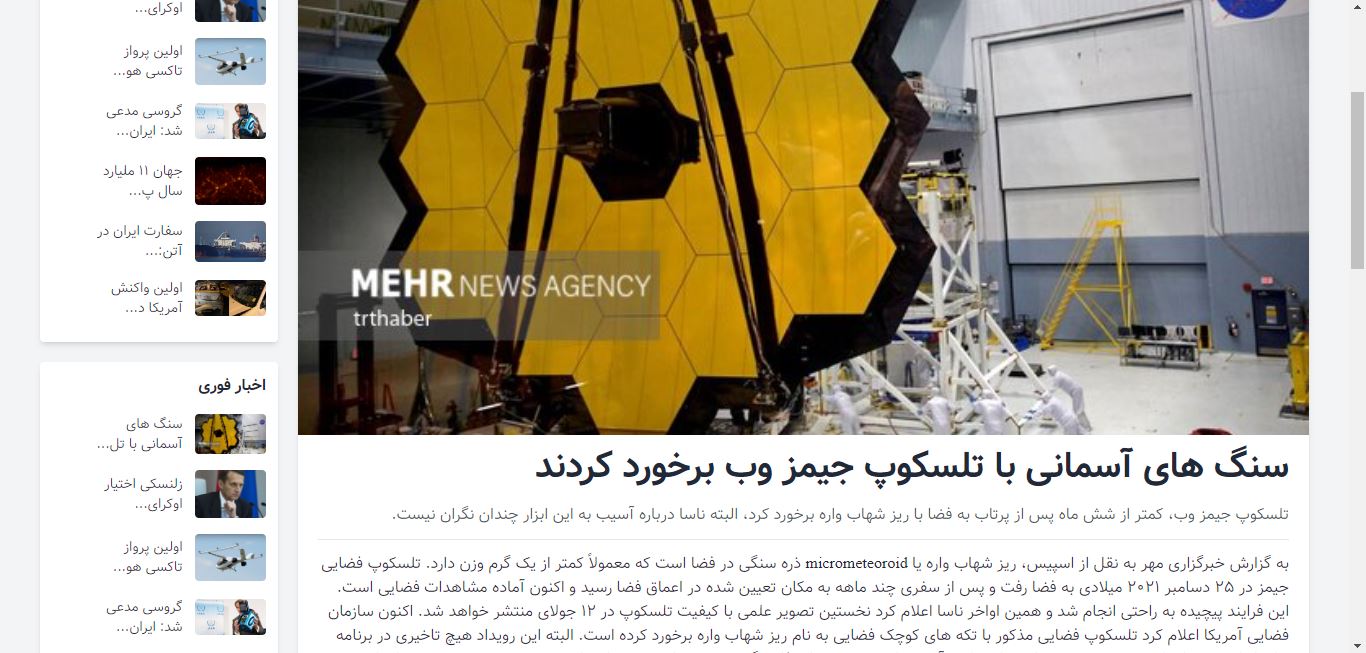 اوکرای...
اولین پرواز
تاکسی هو...
گروسی مدعی
شد: ایران...
جهان ۱۱ ملیارد
سال پ...
سفارت ایران در
آتن:...
اولین واکنش
آمریکا د...
MEHR NEWS AGENCY
trthaber
سنگ های آسمانی با تلسکوپ جیمز وب برخورد کردند
تلسکوپ جیمز وب، کمتر از شش ماه پس از پرتاب به فضا با ریز شهاب واره برخورد کرد، البته ناسا درباره آسیب به این ابزار چندان نگران نیست.
به گزارش خبرگزاری مهر به نقل از اسپیس، ریز شهاب واره یا micrometeoroid ذره سنگی در فضا است که معمولاً کمتر از یک گرم وزن دارد. تلسکوپ فضایی
جیمز در ۲۵ دسامبر ۲۰۲۱ میلادی به فضا رفت و پس از سفری چند ماهه به مکان تعیین شده در اعماق فضا رسید و اکنون آماده مشاهدات فضایی است.
این فرایند پیچیده به راحتی انجام شد و همین اواخر ناسا اعلام کرد نخستین تصویر علمی با کیفیت تلسکوپ در ۱۲ جولای منتشر خواهد شد. اکنون سازمان
فضایی آمریکا اعلام کرد تلسکوپ فضایی مذکور با تکه های کوچک فضایی به نام ریز شهاب واره برخورد کرده است. البته این رویداد هیچ تاخیری در برنامه
اخبار فوری
سنگ های
آسمانی با تل...
زلنسکی اختیار
اوکرای...
اولین پرواز
تاکسی هو...
گروسی مدعی
شد: ایران...